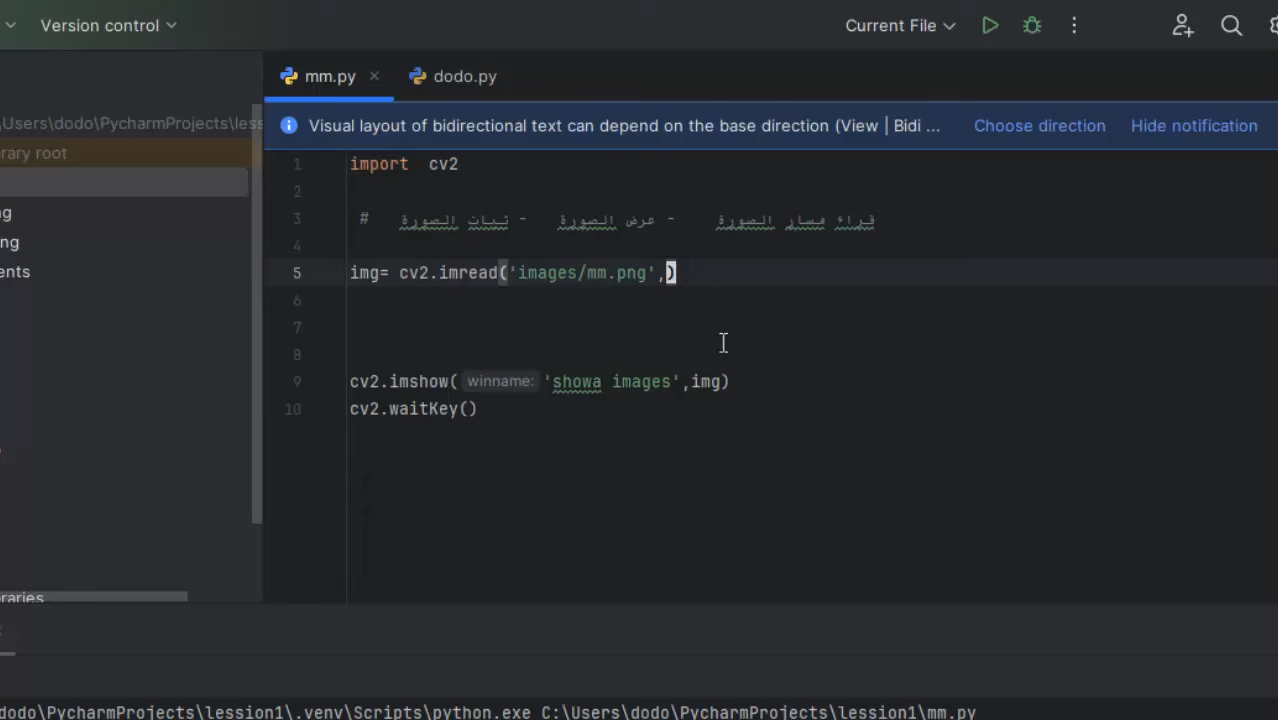 Version control
Current File
mm.py
dodo.py
\Users\dodo\PycharmProjects\less
rary root
Visual layout of bidirectional text can depend on the base direction (View | Bidi ... Choose direction Hide notification
g
ng
ents
1 import cv2
2
3 # قراءة مسار الصورة - عرض الصورة - ثبات الصورة
4
5 img= cv2.imread('images/mm.png',)
6
7
8
9 cv2.imshow( winname: 'showa images',img)
10 cv2.waitKey()
raries
dodo\PycharmProjects\lession1\.venv\Scripts\python.exe C:\Users\dodo\PycharmProjects\lession1\mm.py